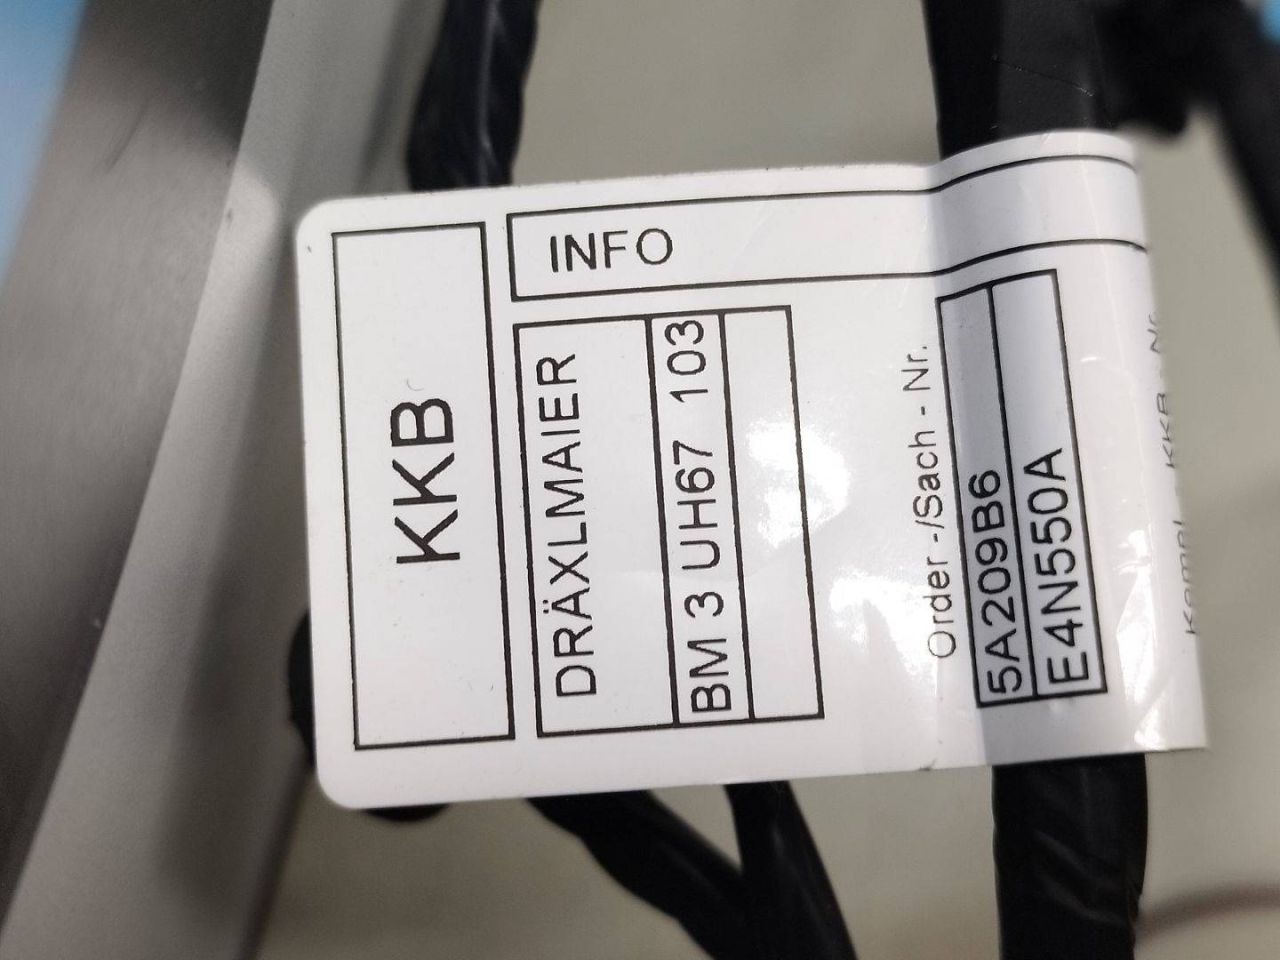 INFO
KKB
DRÄXLMAIER
BM 3 UH67 103
Order -/Sach - Nr.
5A209B6
E4N550A